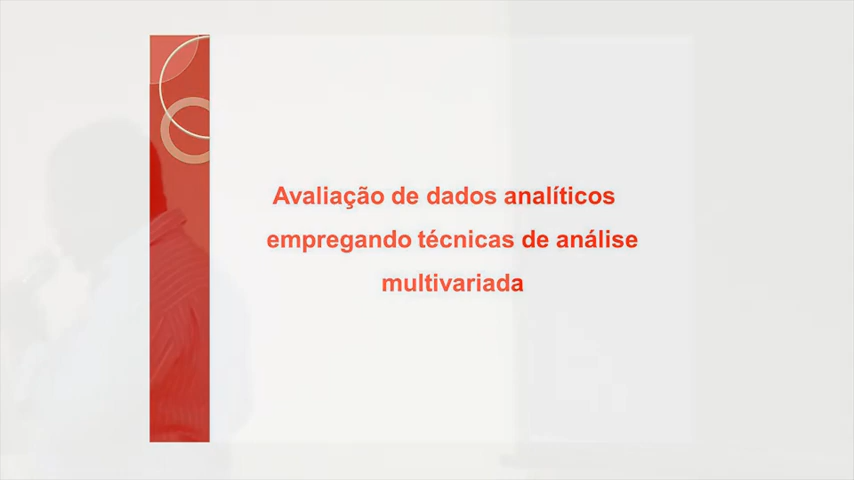 Avaliação de dados analíticos
empregando técnicas de análise
multivariada